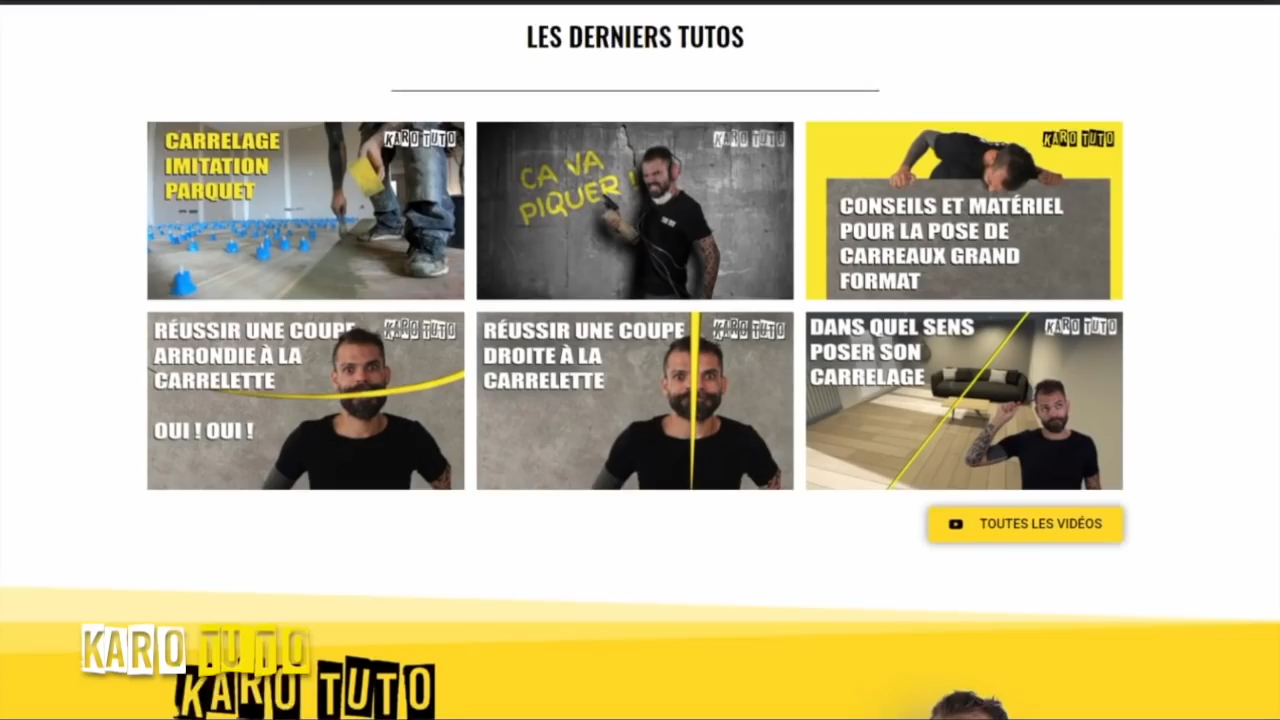 LES DERNIERS TUTOS
CARRELAGE
IMITATION
PARQUET
KARO TUTO
ÇA VA
PIQUER !
KARO TUTO
KARO TUTO
CONSEILS ET MATÉRIEL
POUR LA POSE DE
CARREAUX GRAND
FORMAT
RÉUSSIR UNE COUPE
ARRONDIE À LA
CARRELETTE
OUI ! OUI !
KARO TUTO
RÉUSSIR UNE COUPE
DROITE À LA
CARRELETTE
KARO TUTO
DANS QUEL SENS
POSER SON
CARRELAGE
KARO TUTO
TOUTES LES VIDÉOS
KARO TUTO
KARO TUTO